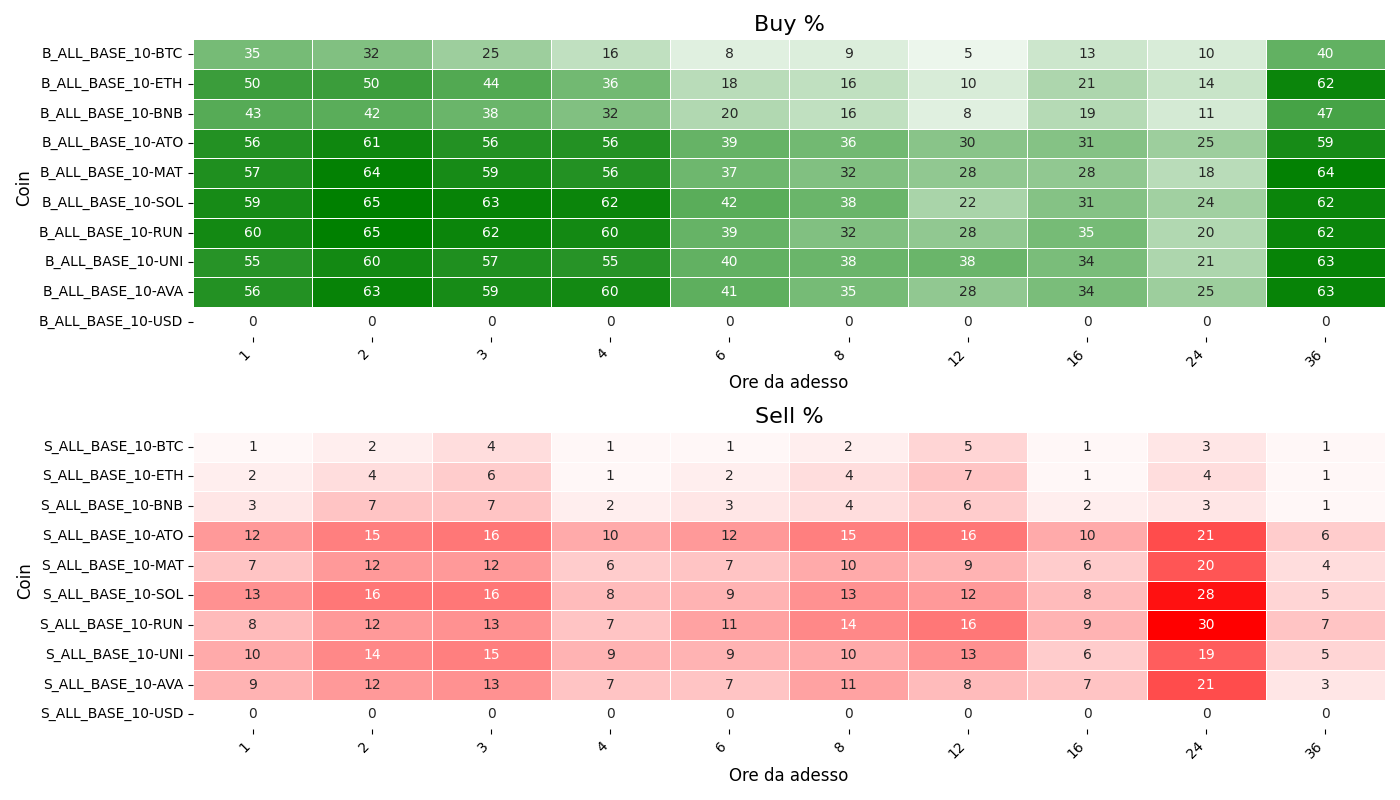 Buy %
Coin
B_ALL_BASE_10-BTC 35 32 25 16 8 9 5 13 10 40
B_ALL_BASE_10-ETH 50 50 44 36 18 16 10 21 14 62
B_ALL_BASE_10-BNB 43 42 38 32 20 16 8 19 11 47
B_ALL_BASE_10-ATO 56 61 56 56 39 36 30 31 25 59
B_ALL_BASE_10-MAT 57 64 59 56 37 32 28 28 18 64
B_ALL_BASE_10-SOL 59 65 63 62 42 38 22 31 24 62
B_ALL_BASE_10-RUN 60 65 62 60 39 32 28 35 20 62
B_ALL_BASE_10-UNI 55 60 57 55 40 38 38 34 21 63
B_ALL_BASE_10-AVA 56 63 59 60 41 35 28 34 25 63
B_ALL_BASE_10-USD 0 0 0 0 0 0 0 0 0 0
1 2 3 4 6 8 12 16 24 36
Ore da adesso
Sell %
Coin
S_ALL_BASE_10-BTC 1 2 4 1 1 2 5 1 3 1
S_ALL_BASE_10-ETH 2 4 6 1 2 4 7 1 4 1
S_ALL_BASE_10-BNB 3 7 7 2 3 4 6 2 3 1
S_ALL_BASE_10-ATO 12 15 16 10 12 15 16 10 21 6
S_ALL_BASE_10-MAT 7 12 12 6 7 10 9 6 20 4
S_ALL_BASE_10-SOL 13 16 16 8 9 13 12 8 28 5
S_ALL_BASE_10-RUN 8 12 13 7 11 14 16 9 30 7
S_ALL_BASE_10-UNI 10 14 15 9 9 10 13 6 19 5
S_ALL_BASE_10-AVA 9 12 13 7 7 11 8 7 21 3
S_ALL_BASE_10-USD 0 0 0 0 0 0 0 0 0 0
1 2 3 4 6 8 12 16 24 36
Ore da adesso